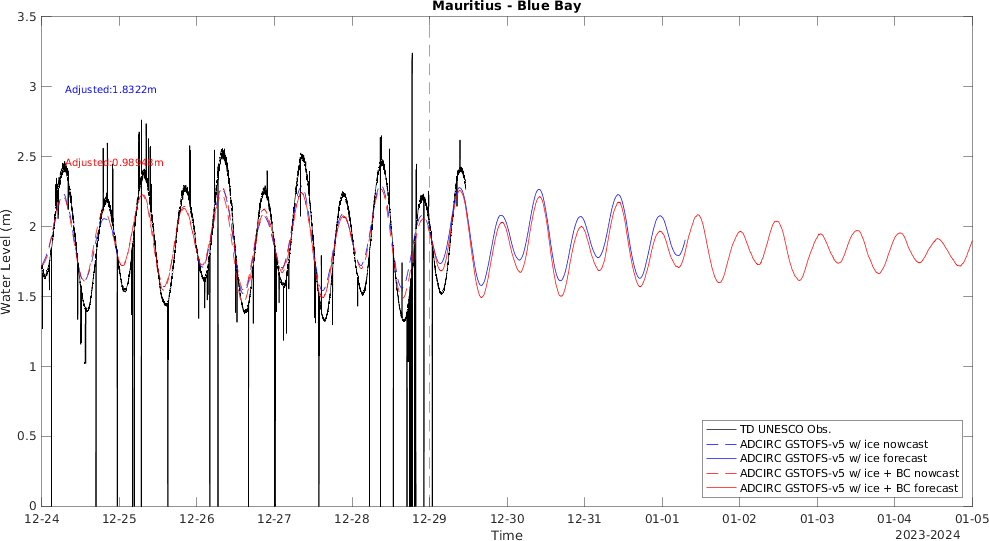 Mauritius - Blue Bay
3.5
3
2.5
2
1.5
1
0.5
0
Water Level (m)
Adjusted:1.8322m
TD UNESCO Obs.
ADCIRC GSTOFS-v5 w/ ice nowcast
ADCIRC GSTOFS-v5 w/ ice forecast
ADCIRC GSTOFS-v5 w/ ice + BC nowcast
ADCIRC GSTOFS-v5 w/ ice + BC forecast
12-24 12-25 12-26 12-27 12-28 12-29 12-30 12-31 01-01 01-02 01-03 01-04 01-05
Time
2023-2024